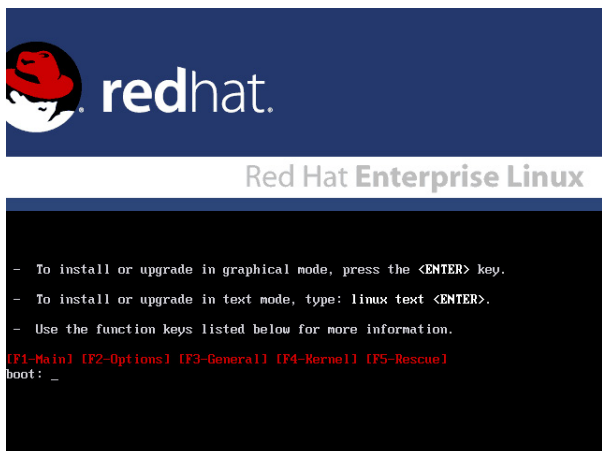 redhat.
Red Hat Enterprise Linux
- To install or upgrade in graphical mode, press the <ENTER> key.
- To install or upgrade in text mode, type: linux text <ENTER>.
- Use the function keys listed below for more information.
[F1-Main] [F2-Options] [F3-General] [F4-Kernel] [F5-Rescue]
boot: _